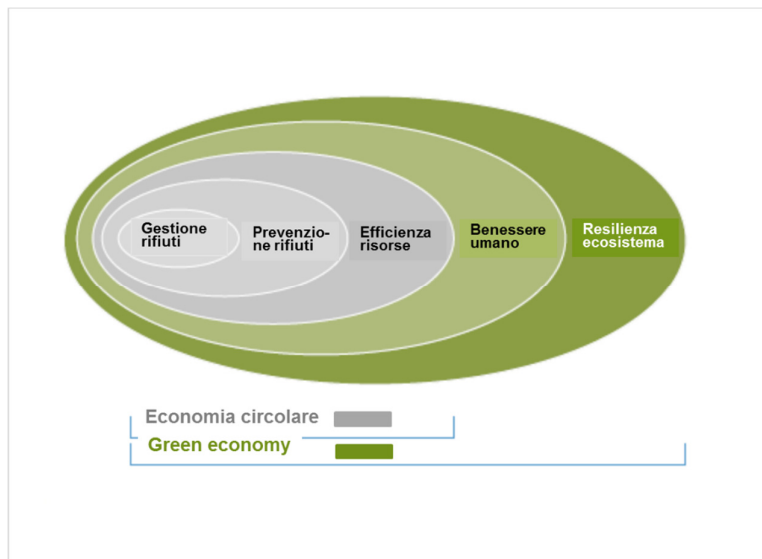 Gestione
rifiuti
Prevenzio-
ne rifiuti
Efficienza
risorse
Benessere
umano
Resilienza
ecosistema
Economia circolare
Green economy